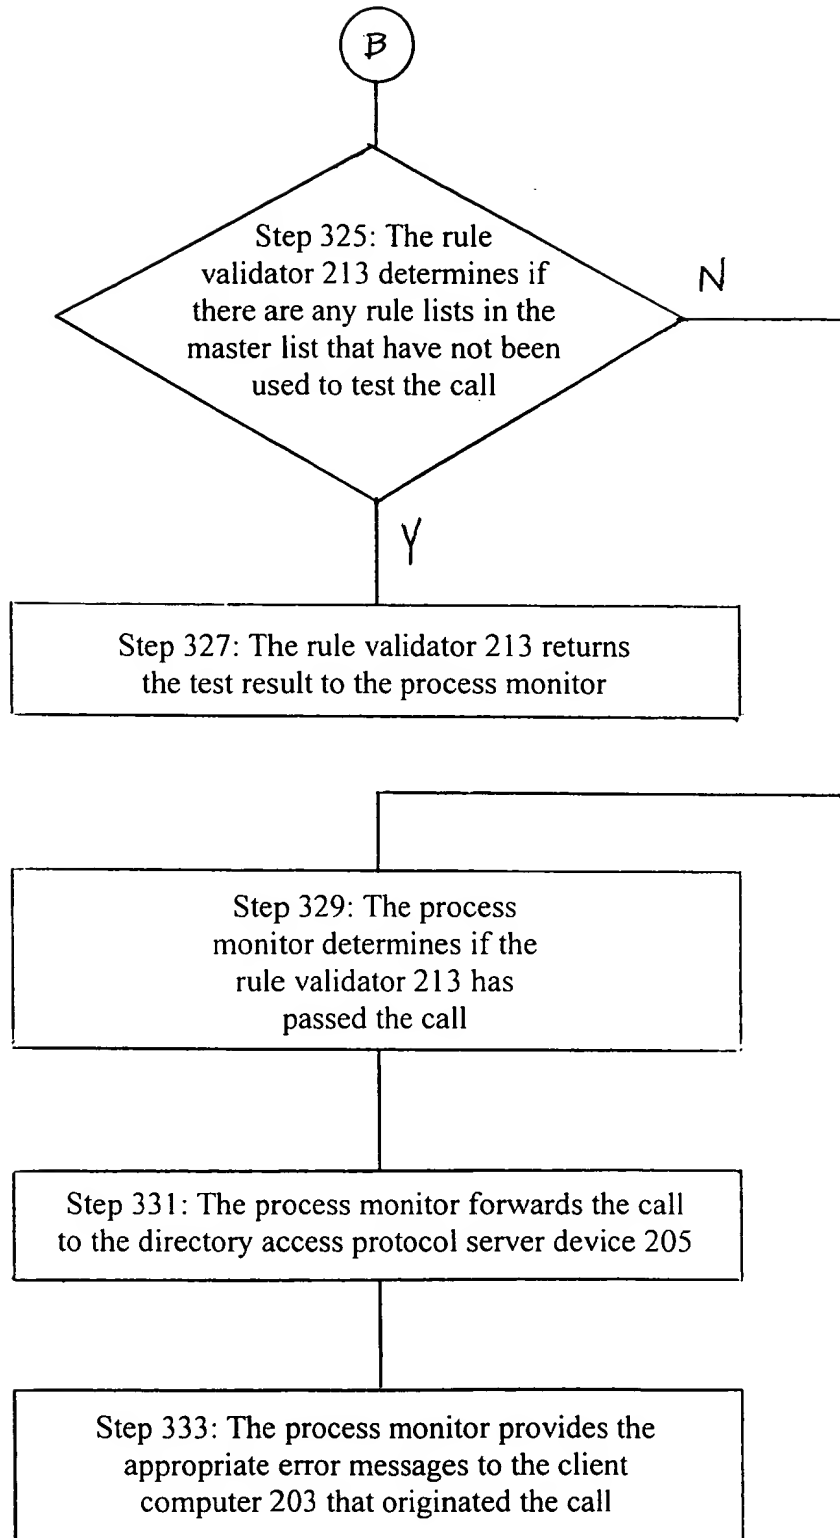 B
Step 325: The rule
validator 213 determines if
there are any rule lists in the
master list that have not been
used to test the call
N
Y
Step 327: The rule validator 213 returns
the test result to the process monitor
Step 329: The process
monitor determines if the
rule validator 213 has
passed the call
Step 331: The process monitor forwards the call
to the directory access protocol server device 205
Step 333: The process monitor provides the
appropriate error messages to the client
computer 203 that originated the call